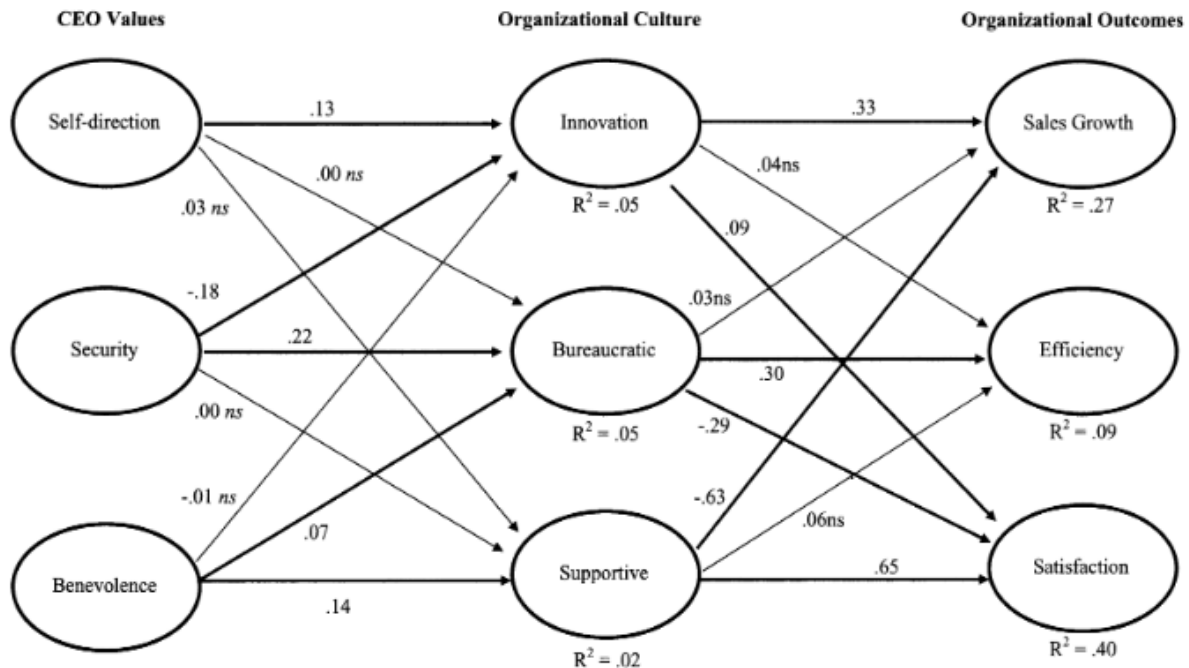 CEO Values
Organizational Culture
Organizational Outcomes
Self-direction
.13
Innovation
.33
Sales Growth
.00 ns
.04ns
.03 ns
R² = .05
R² = .27
.09
-.18
.03ns
Security
.22
Bureaucratic
.30
Efficiency
.00 ns
R² = .05
-.29
R² = .09
-.01 ns
-.63
.07
.06ns
Benevolence
.14
Supportive
.65
Satisfaction
R² = .02
R² = .40